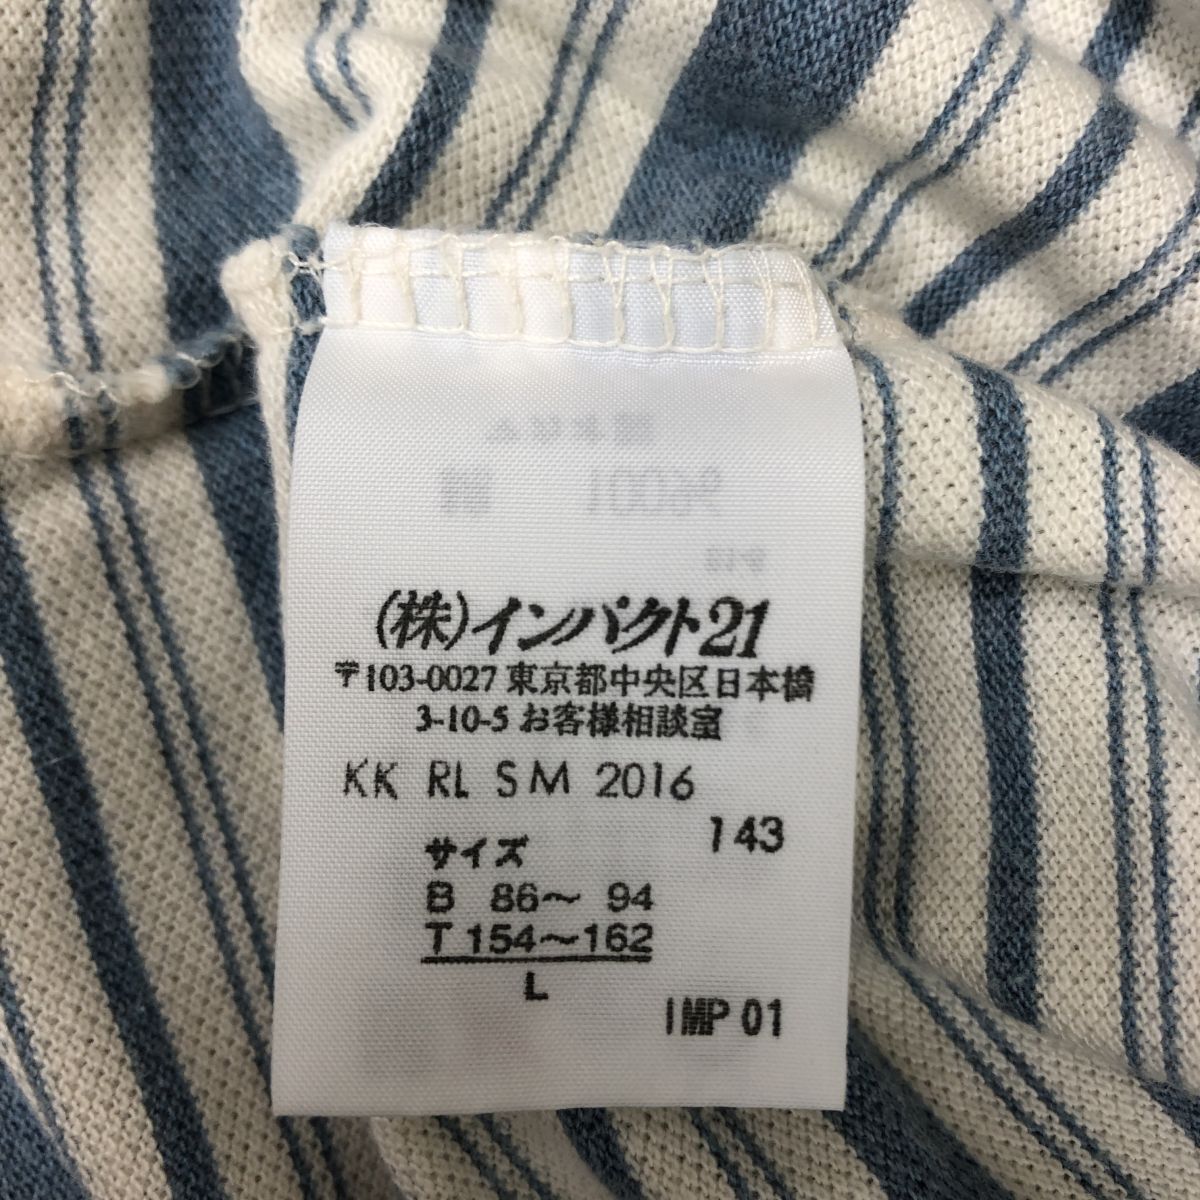 (株)インパクト21
〒103-0027 東京都中央区日本橋
3-10-5 お客様相談室
KK RL SM 2016
143
サイズ
B 86〜 94
T 154〜162
L
IMP 01